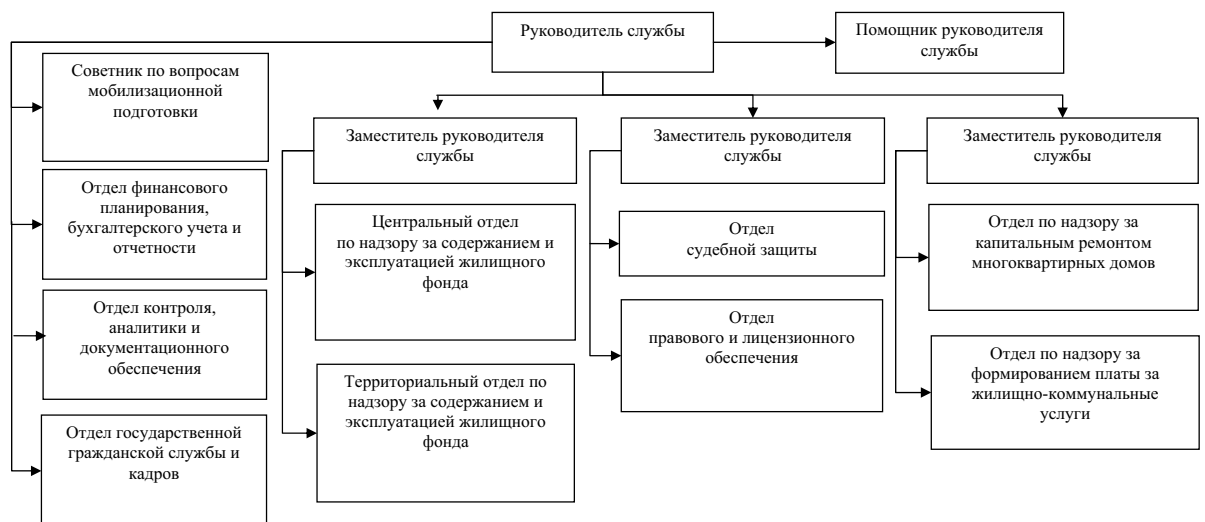 Руководитель службы
Помощник руководителя
службы
Советник по вопросам
мобилизационной
подготовки
Отдел финансового
планирования,
бухгалтерского учета и
отчетности
Отдел контроля,
аналитики и
документационного
обеспечения
Отдел государственной
гражданской службы и
кадров
Заместитель руководителя
службы
Центральный отдел
по надзору за содержанием и
эксплуатацией жилищного
фонда
Территориальный отдел по
надзору за содержанием и
эксплуатацией жилищного
фонда
Заместитель руководителя
службы
Отдел
судебной защиты
Отдел
правового и лицензионного
обеспечения
Заместитель руководителя
службы
Отдел по надзору за
капитальным ремонтом
многоквартирных домов
Отдел по надзору за
формированием платы за
жилищно-коммунальные
услуги